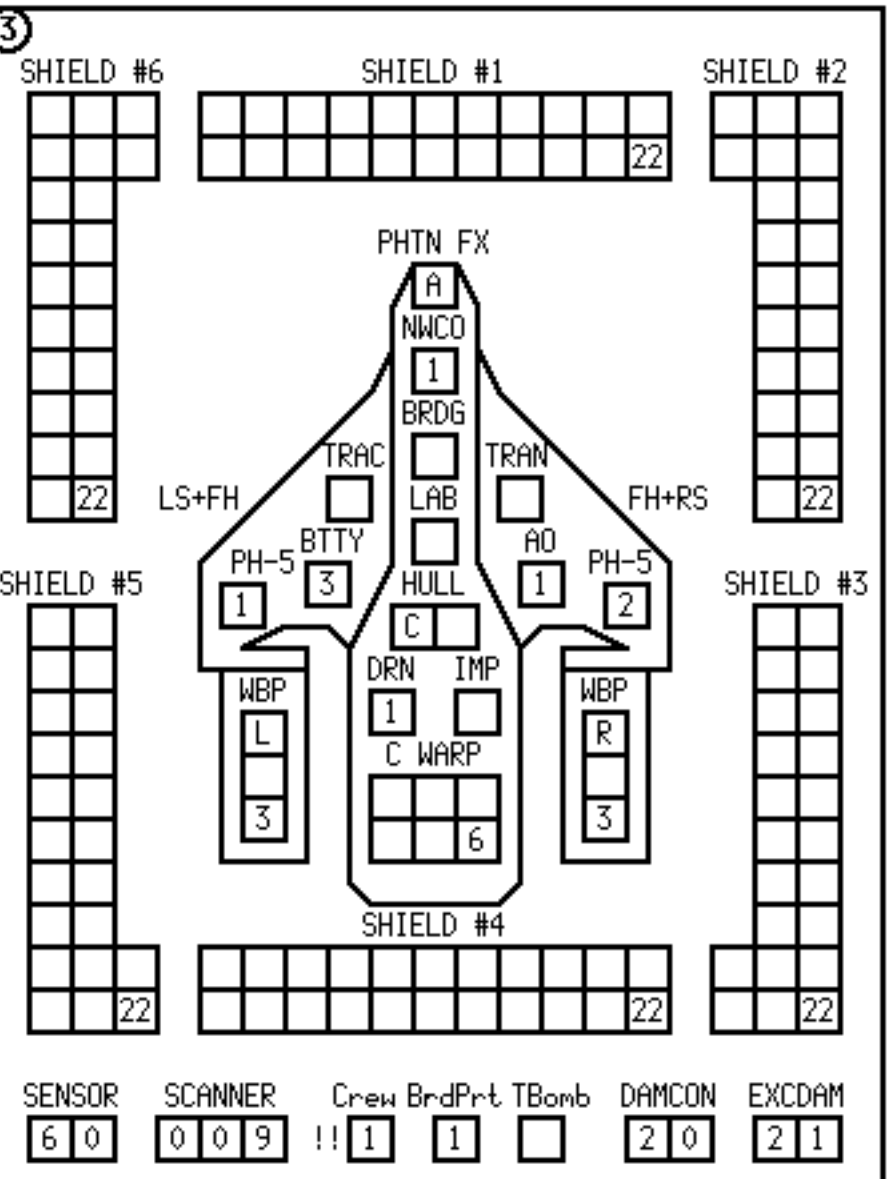 3
SHIELD #6 SHIELD #1 SHIELD #2
22
PHTN FX
A
NWCO
1
BRDG
TRAC TRAN
22 LS+FH LAB FH+RS 22
BTTY AO
SHIELD #5 PH-5 3 HULL 1 PH-5 SHIELD #3
1 C 2
DRN IMP
WBP 1 WBP
L R
C WARP
3 6 3
SHIELD #4
22 22 22
SENSOR SCANNER Crew BrdPrt TBomb DAMCON EXCDAM
6 0 0 0 9 !! 1 1 2 0 2 1